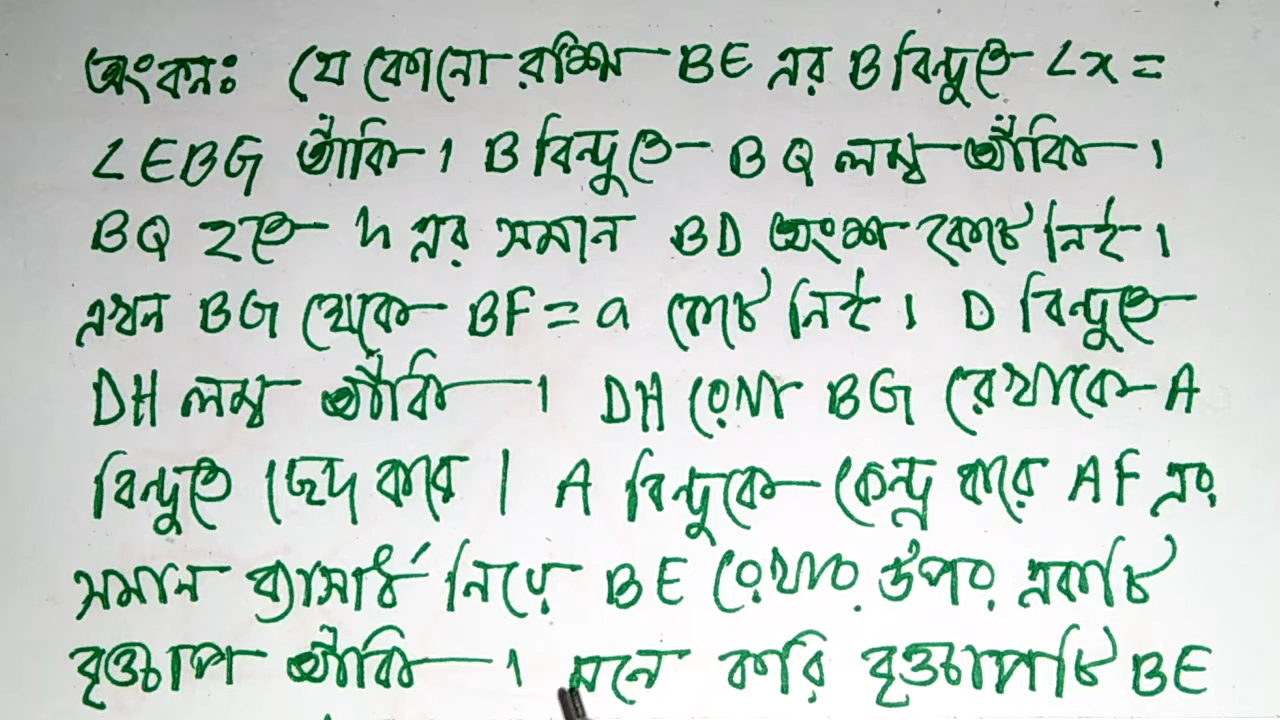 অংকনঃ যে কোনো রশ্মি BE এর B বিন্দুতে ∠x =
∠EBG আঁকি । B বিন্দুতে BQ লম্ব আঁকি ।
BQ হতে h এর সমান BD অংশ কেটে নিই ।
এখন BG থেকে BF = a কেটে নিই । D বিন্দুতে
DH লম্ব আঁকি । DH রেখা BG রেখাকে A
বিন্দুতে ছেদ করে । A বিন্দুকে কেন্দ্র করে AF এর
সমান ব্যাসার্ধ নিয়ে BE রেখার উপর একটি
বৃত্তচাপ আঁকি । মনে করি বৃত্তচাপটি BE